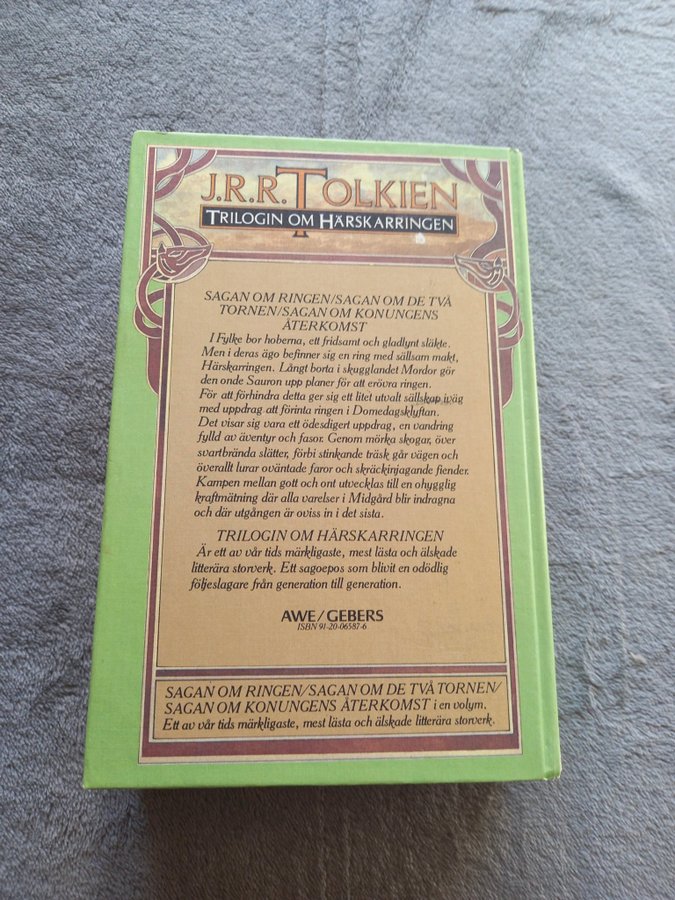 J.R.R. TOLKIEN
TRILOGIN OM HÄRSKARRINGEN
SAGAN OM RINGEN/SAGAN OM DE TVÅ
TORNEN/SAGAN OM KONUNGENS
ÅTERKOMST
I Fylke bor hoberna, ett fridsamt och gladlynt släkte.
Men i deras ägo befinner sig en ring med sällsam makt,
Härskarringen. Långt borta i skugglandet Mordor gör
den onde Sauron upp planer för att erövra ringen.
För att förhindra detta ger sig ett litet utvalt sällskap iväg
med uppdrag att förinta ringen i Domedagsklyftan.
Det visar sig vara ett ödesdigert uppdrag, en vandring
fylld av äventyr och fasor. Genom mörka skogar, över
svartbrända slätter, förbi stinkande träsk går vägen och
överallt lurar oväntade faror och skräckinjagande fiender.
Kampen mellan gott och ont utvecklas till en ohygglig
kraftmätning där alla varelser i Midgård blir indragna
och där utgången är oviss in i det sista.
TRILOGIN OM HÄRSKARRINGEN
Är ett av vår tids märkligaste, mest lästa och älskade
litterära storverk. Ett sagoepos som blivit en odödlig
följeslagare från generation till generation.
AWE/GEBERS
ISBN 91-20-06587-6
SAGAN OM RINGEN/SAGAN OM DE TVÅ TORNEN/
SAGAN OM KONUNGENS ÅTERKOMST i en volym.
Ett av vår tids märkligaste, mest lästa och älskade litterära storverk.